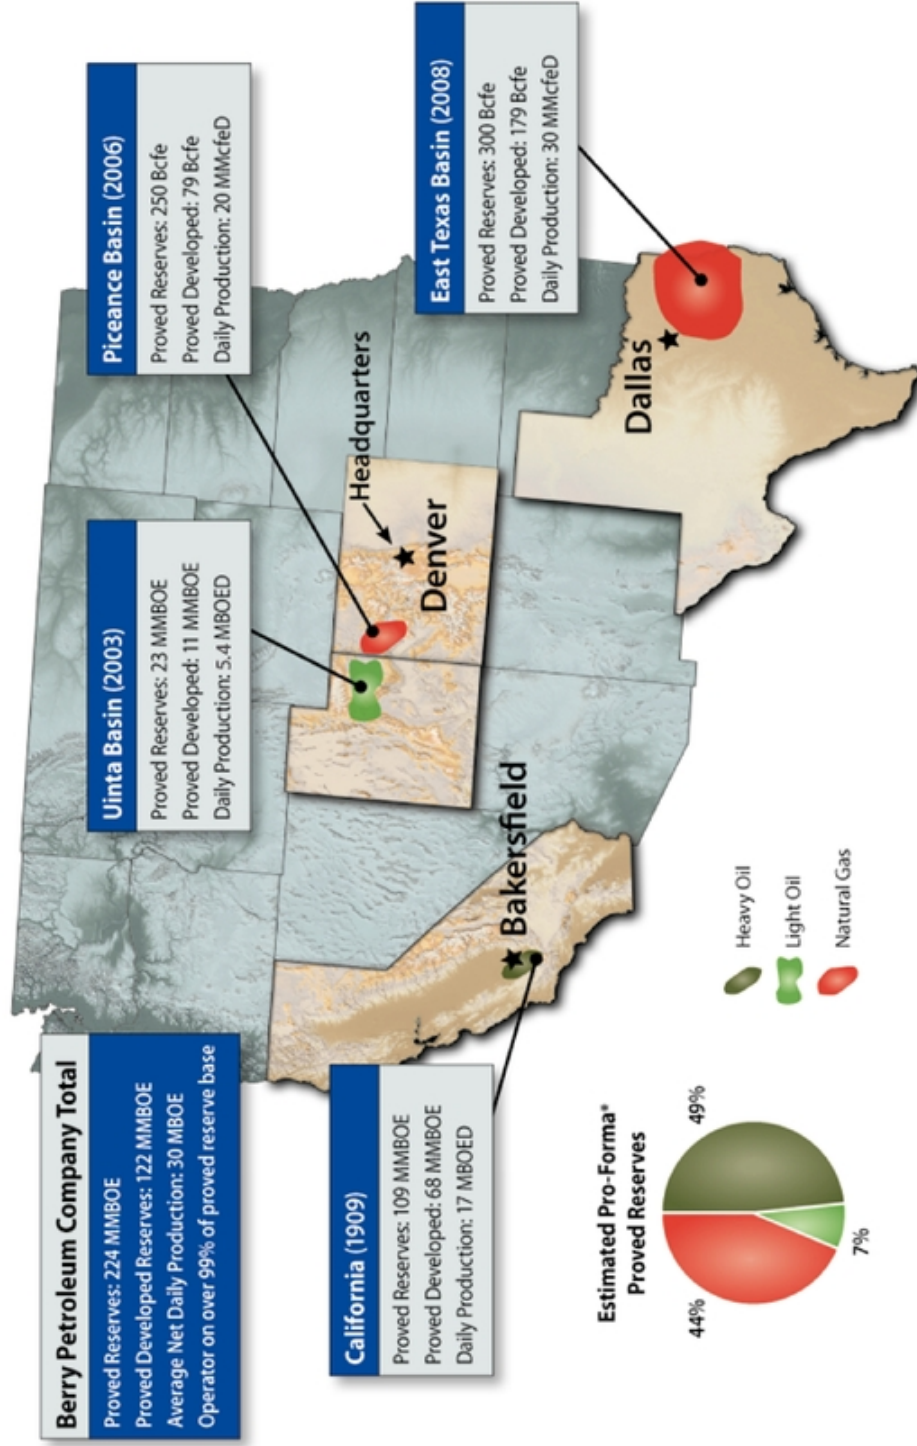 Berry Petroleum Company Total
Proved Reserves: 224 MMBOE
Proved Developed Reserves: 122 MMBOE
Average Net Daily Production: 30 MBOE
Operator on over 99% of proved reserve base
Uinta Basin (2003)
Proved Reserves: 23 MMBOE
Proved Developed: 11 MMBOE
Daily Production: 5.4 MBOED
Piceance Basin (2006)
Proved Reserves: 250 Bcfe
Proved Developed: 79 Bcfe
Daily Production: 20 MMcfeD
California (1909)
Proved Reserves: 109 MMBOE
Proved Developed: 68 MMBOE
Daily Production: 17 MBOED
Headquarters
Denver
Bakersfield
East Texas Basin (2008)
Proved Reserves: 300 Bcfe
Proved Developed: 179 Bcfe
Daily Production: 30 MMcfeD
Dallas
Estimated Pro-Forma*
Proved Reserves
44%
49%
7%
Heavy Oil
Light Oil
Natural Gas